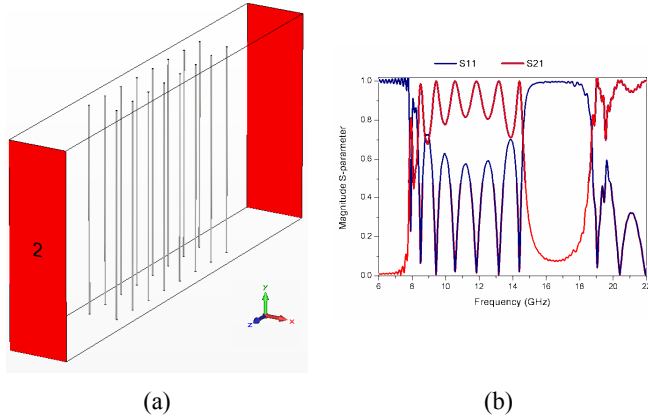 2
y
x
z
(a)
S11 S21
Magnitude S-parameter
1.0
0.8
0.6
0.4
0.2
0.0
6 8 10 12 14 16 18 20 22
Frequency (GHz)
(b)